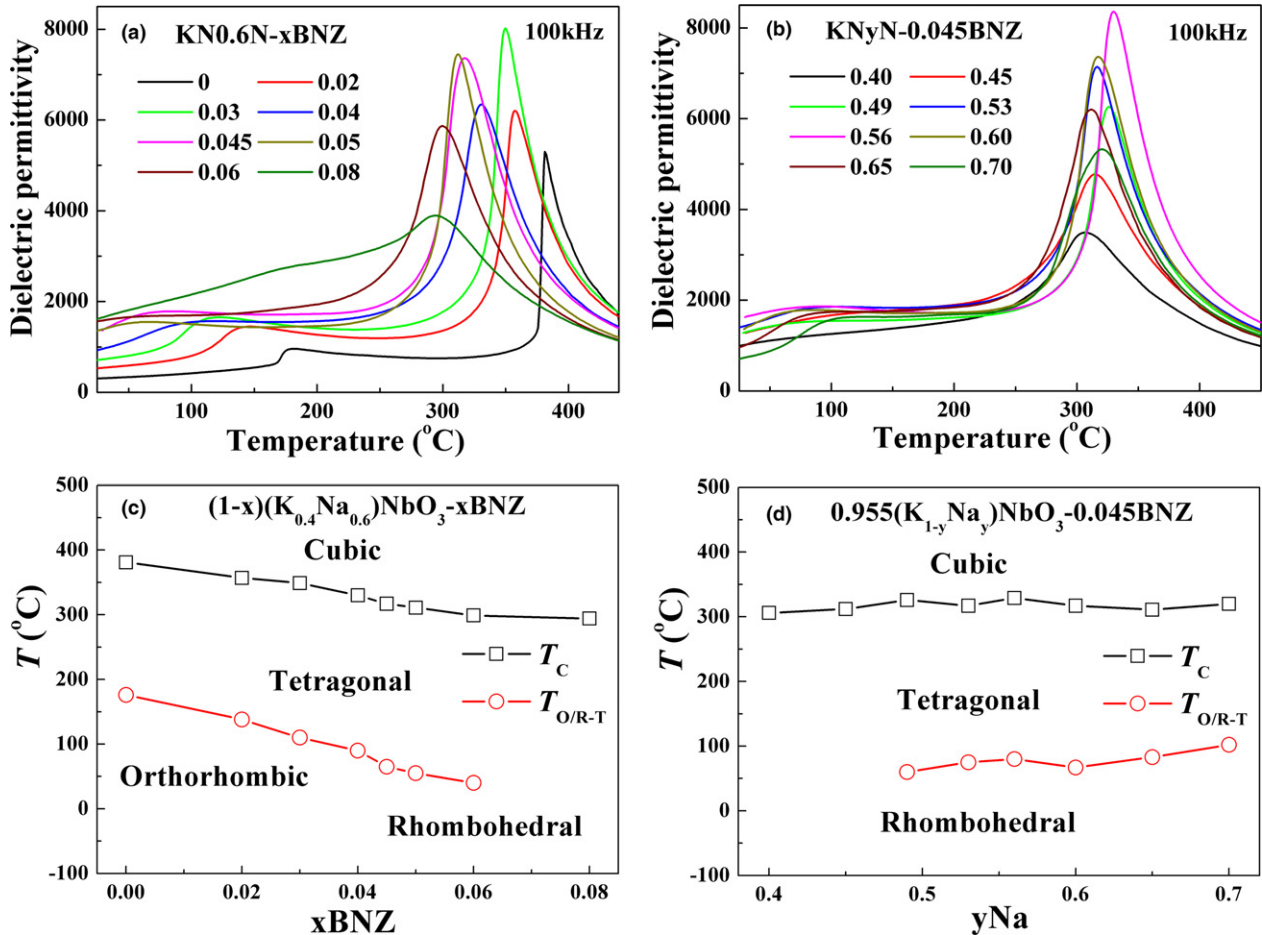 (a) KN0.6N-xBNZ 100kHz
0 0.02
0.03 0.04
0.045 0.05
0.06 0.08
Dielectric permittivity
8000
6000
4000
2000
0
100 200 300 400
Temperature (°C)
(b) KNyN-0.045BNZ 100kHz
0.40 0.45
0.49 0.53
0.56 0.60
0.65 0.70
Dielectric permittivity
8000
6000
4000
2000
0
100 200 300 400
Temperature (°C)
(c) (1-x)(K0.4Na0.6)NbO3-xBNZ
Cubic
Tetragonal
Orthorhombic
Rhombohedral
TC
TO/R-T
T (°C)
500
400
300
200
100
0
-100
0.00 0.02 0.04 0.06 0.08
xBNZ
(d) 0.955(K1-yNay)NbO3-0.045BNZ
Cubic
Tetragonal
Rhombohedral
TC
TO/R-T
T (°C)
500
400
300
200
100
0
-100
0.4 0.5 0.6 0.7
yNa